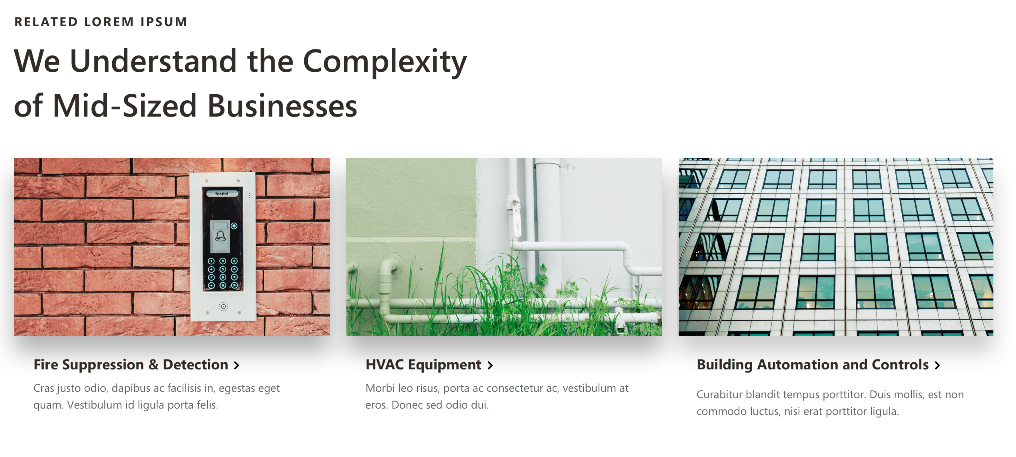 RELATED LOREM IPSUM
We Understand the Complexity
of Mid-Sized Businesses
Fire Suppression & Detection >
Cras justo odio, dapibus ac facilisis in, egestas eget
quam. Vestibulum id ligula porta felis.
HVAC Equipment >
Morbi leo risus, porta ac consectetur ac, vestibulum at
eros. Donec sed odio dui.
Building Automation and Controls >
Curabitur blandit tempus porttitor. Duis mollis, est non
commodo luctus, nisi erat porttitor ligula.